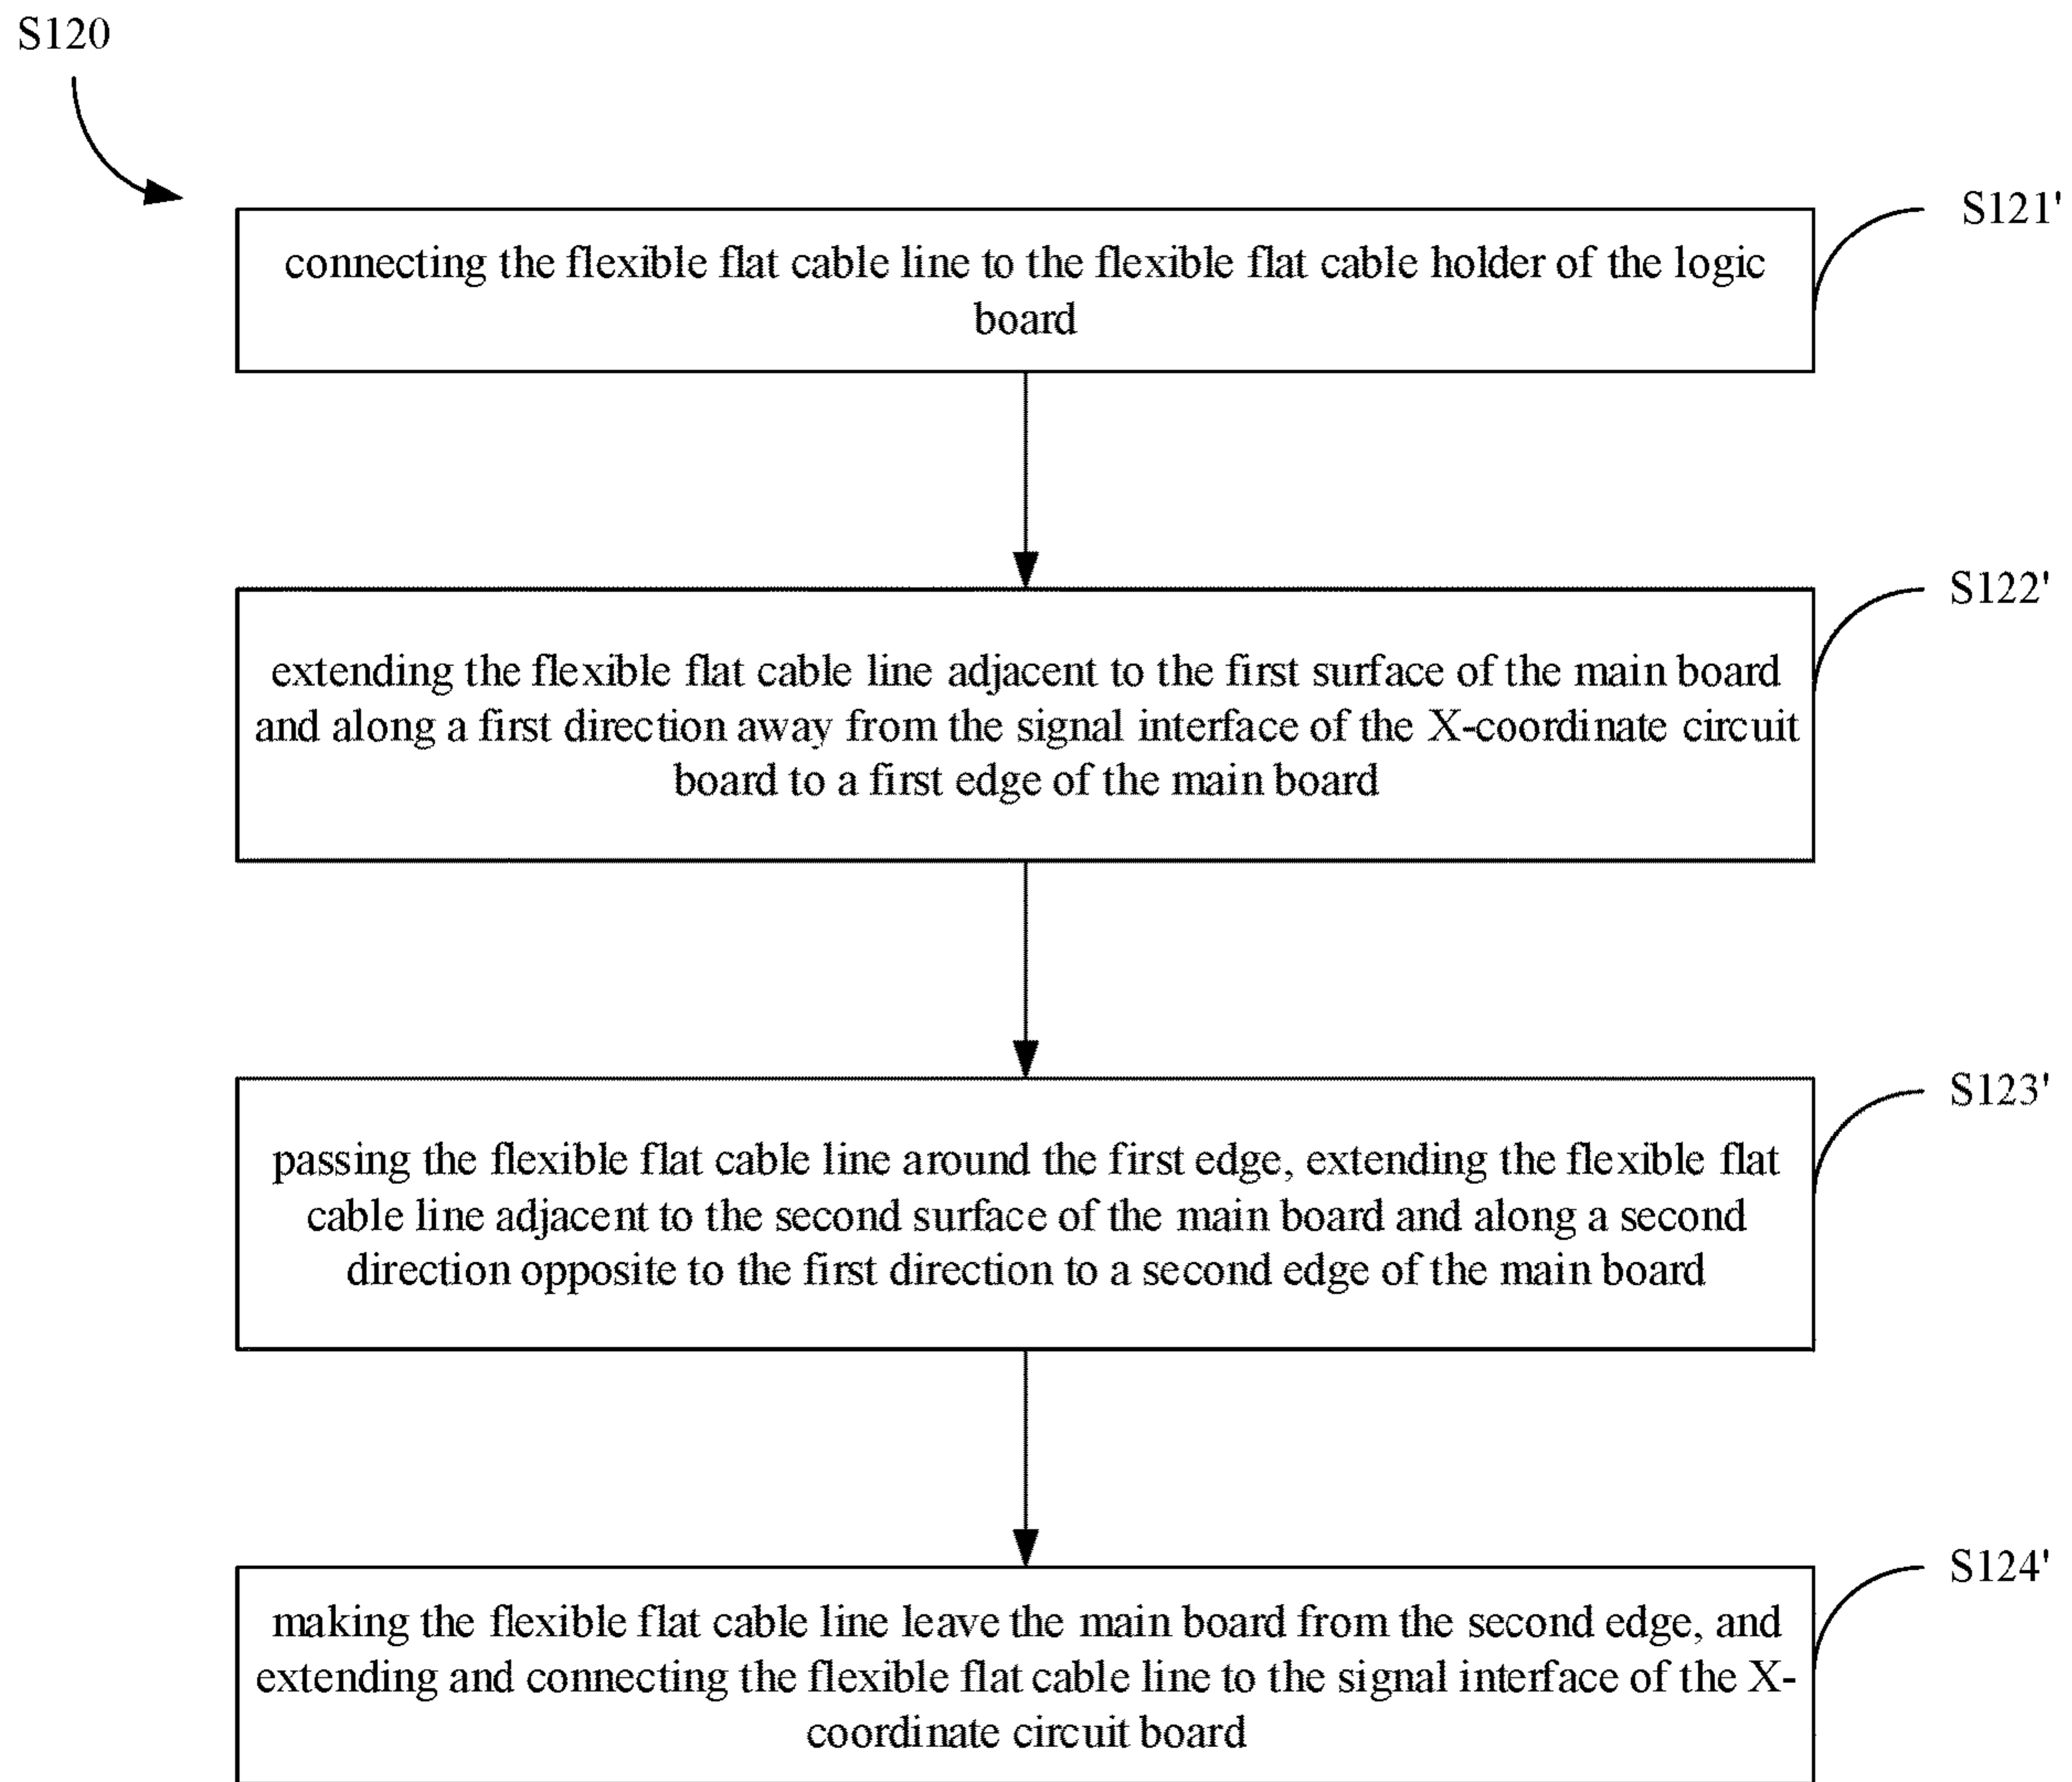 S120
S121'
connecting the flexible flat cable line to the flexible flat cable holder of the logic
board
S122'
extending the flexible flat cable line adjacent to the first surface of the main board
and along a first direction away from the signal interface of the X-coordinate circuit
board to a first edge of the main board
S123'
passing the flexible flat cable line around the first edge, extending the flexible flat
cable line adjacent to the second surface of the main board and along a second
direction opposite to the first direction to a second edge of the main board
S124'
making the flexible flat cable line leave the main board from the second edge, and
extending and connecting the flexible flat cable line to the signal interface of the X-
coordinate circuit board